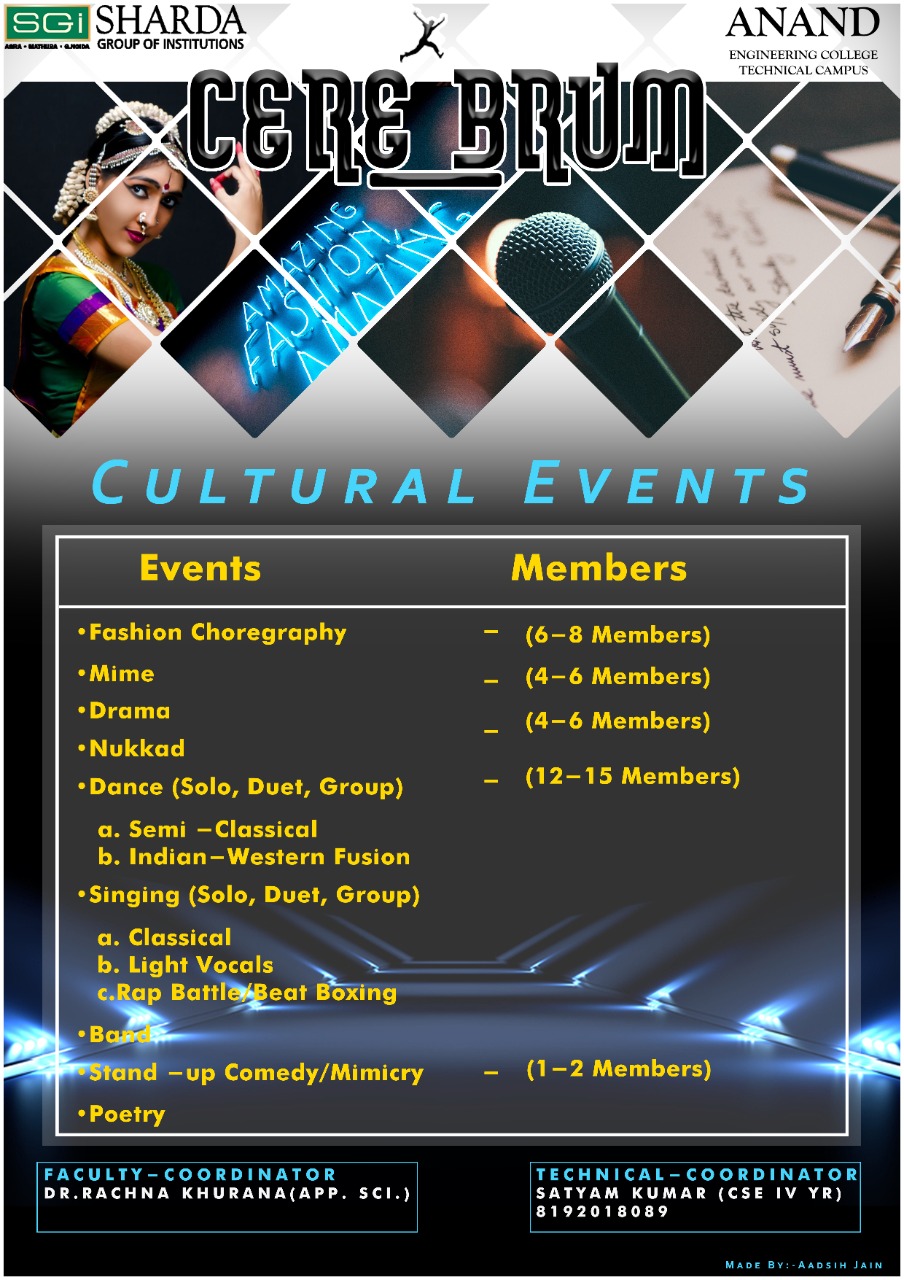 SGi SHARDA
AGRA • MATHURA • G.NOIDA GROUP OF INSTITUTIONS
ANAND
ENGINEERING COLLEGE
TECHNICAL CAMPUS
CERE_BRUM
AMAZING
FASHION
CULTURAL EVENTS
Events Members
•Fashion Choregraphy – (6–8 Members)
•Mime – (4–6 Members)
•Drama – (4–6 Members)
•Nukkad
•Dance (Solo, Duet, Group) – (12–15 Members)
a. Semi –Classical
b. Indian–Western Fusion
•Singing (Solo, Duet, Group)
a. Classical
b. Light Vocals
c.Rap Battle/Beat Boxing
•Band
•Stand –up Comedy/Mimicry – (1–2 Members)
•Poetry
FACULTY–COORDINATOR
DR.RACHNA KHURANA(APP. SCI.)
TECHNICAL–COORDINATOR
SATYAM KUMAR (CSE IV YR)
8192018089
MADE BY:-AADSIH JAIN